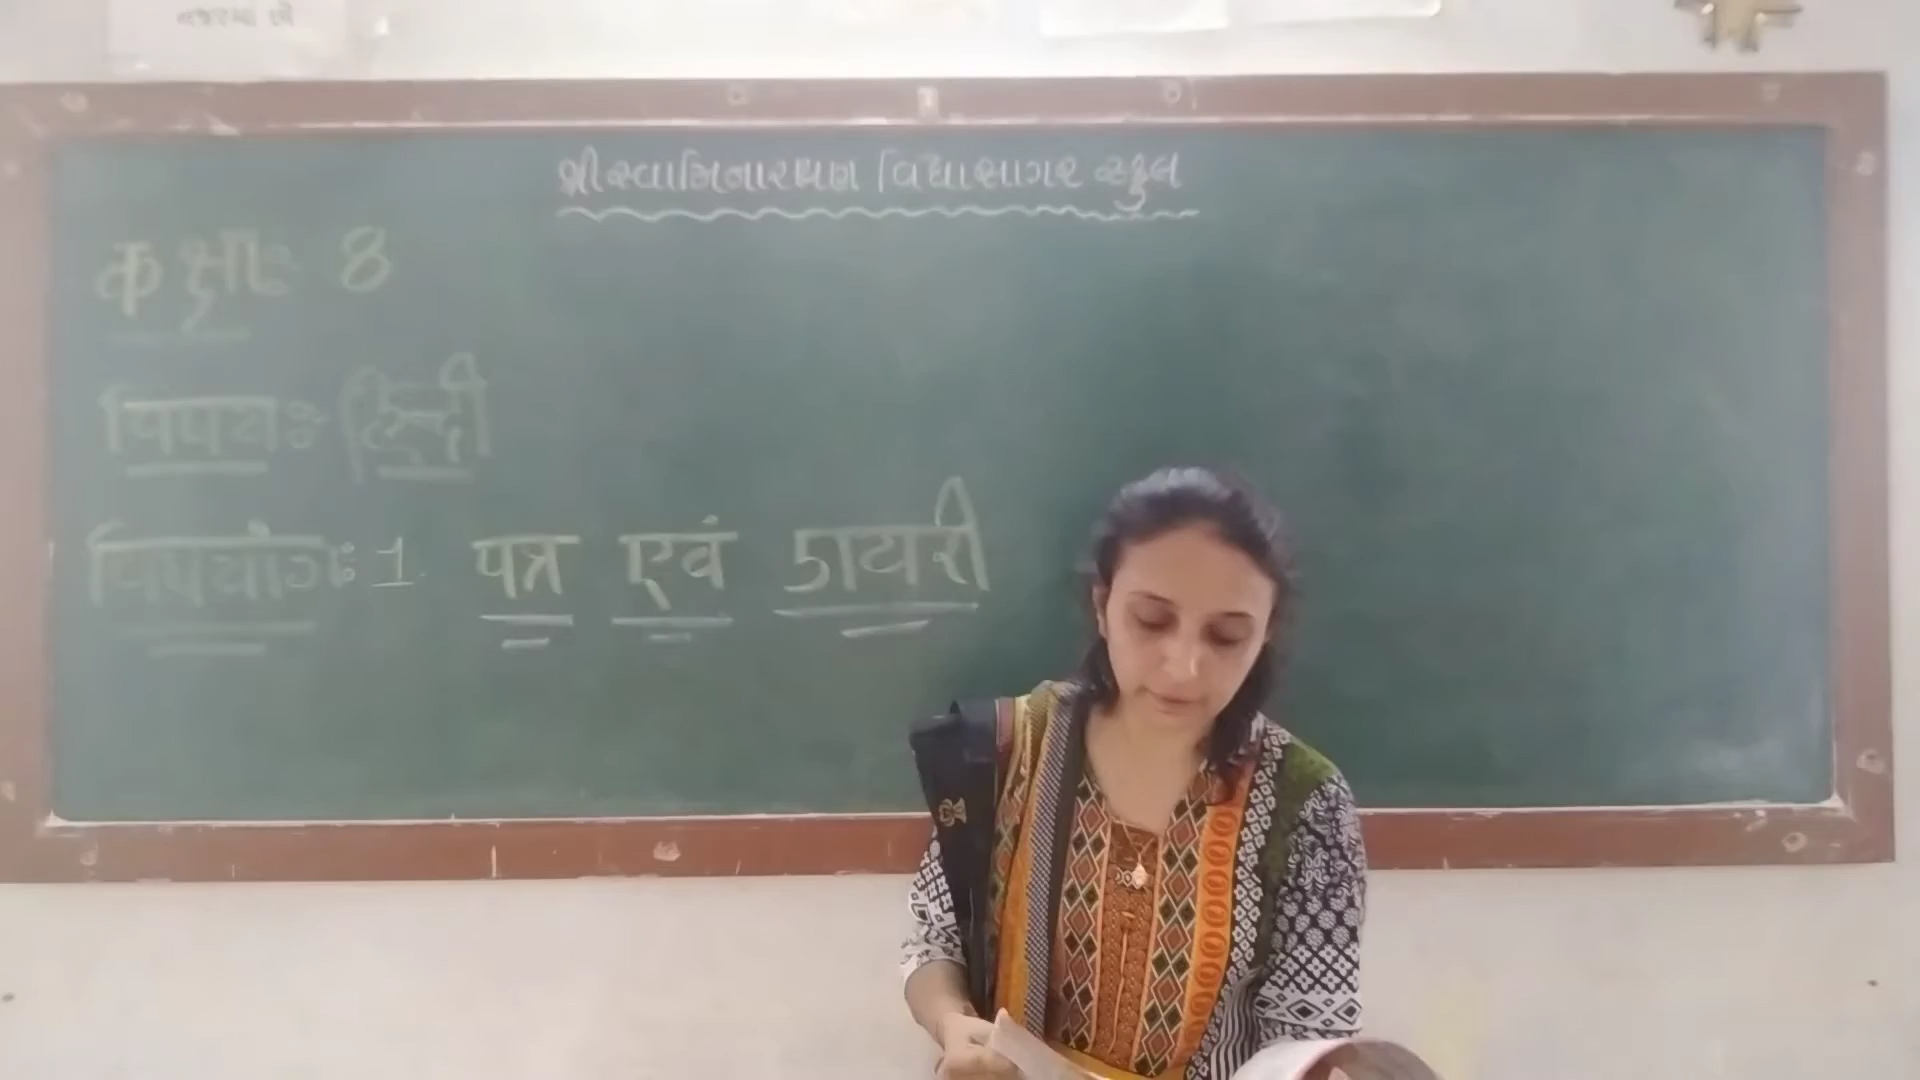 શ્રી સ્વામિનારાયણ વિદ્યાસાગર સ્કુલ
कक्षाः 8
विषयः हिन्दी
विषयांगः 1. पत्र एवं डायरी